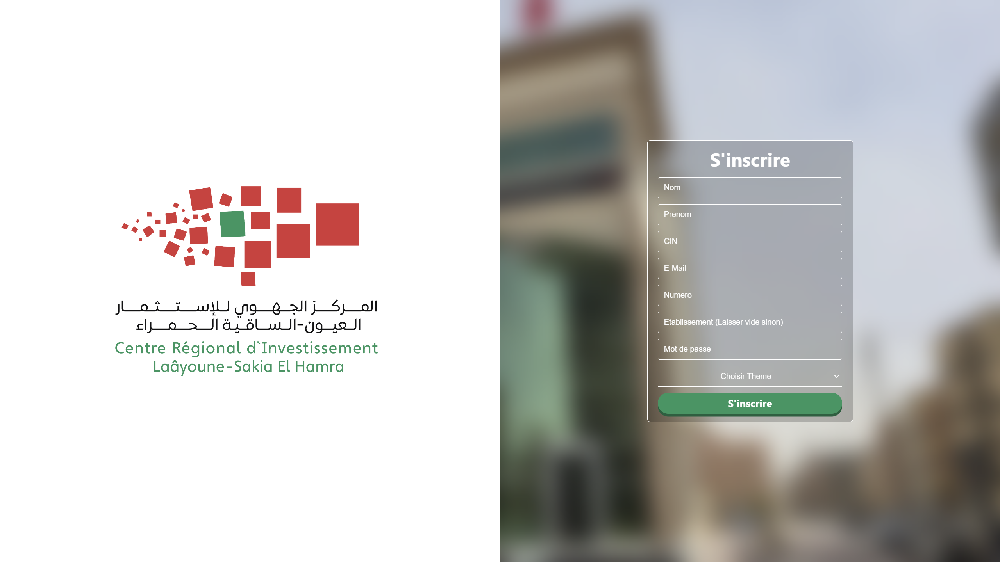 المركز الجهوي للإستثمار
العيون-الساقية الحمراء
Centre Régional d`Investissement
Laâyoune-Sakia El Hamra
S'inscrire
Nom
Prenom
CIN
E-Mail
Numero
Établissement (Laisser vide sinon)
Mot de passe
Choisir Theme
S'inscrire